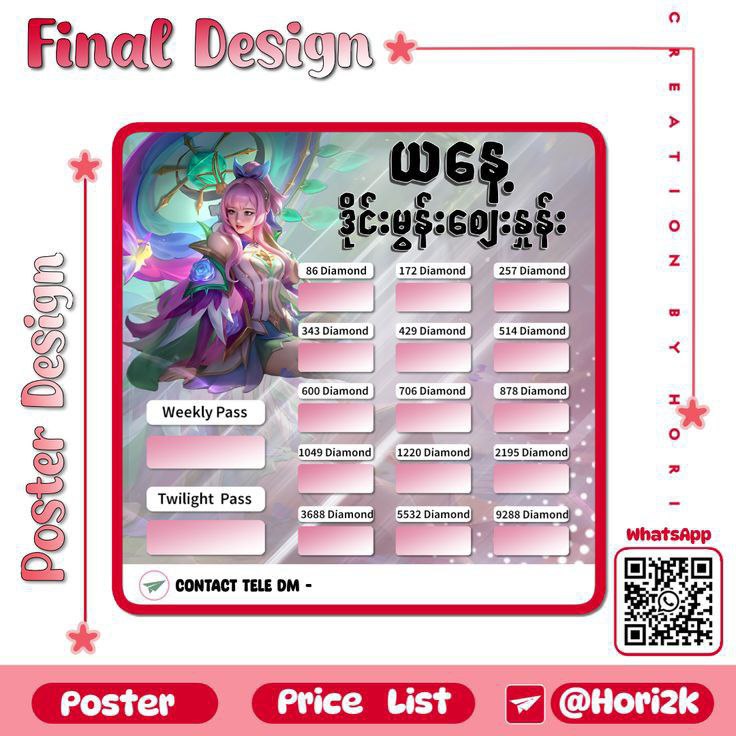 Final Design
CREATION BY HORI
Poster Design
ယနေ့
ဒိုင်းမွန်းဈေးနှုန်း
86 Diamond
172 Diamond
257 Diamond
343 Diamond
429 Diamond
514 Diamond
600 Diamond
706 Diamond
878 Diamond
1049 Diamond
1220 Diamond
2195 Diamond
3688 Diamond
5532 Diamond
9288 Diamond
Weekly Pass
Twilight Pass
CONTACT TELE DM -
WhatsApp
Poster
Price List
@Hori2k